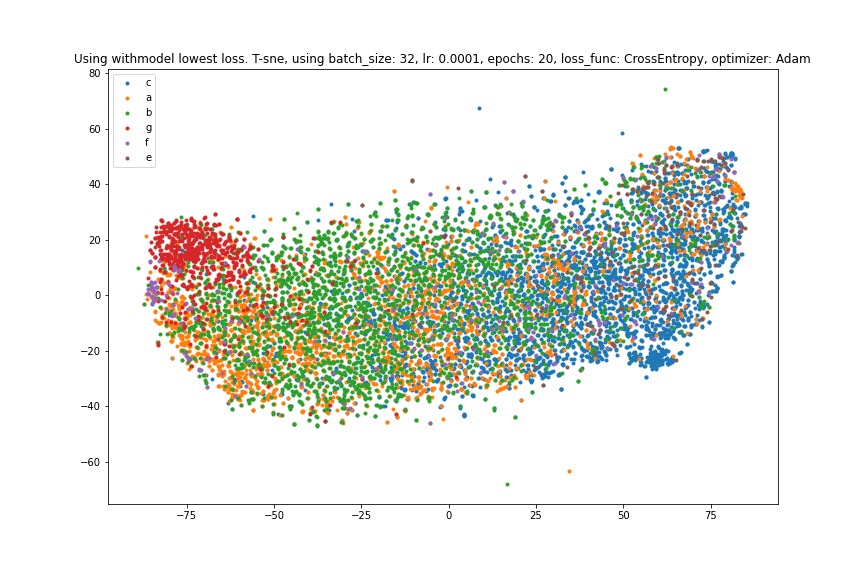 Using withmodel lowest loss. T-sne, using batch_size: 32, lr: 0.0001, epochs: 20, loss_func: CrossEntropy, optimizer: Adam
c
a
b
g
f
e
80
60
40
20
0
−20
−40
−60
−75
−50
−25
0
25
50
75